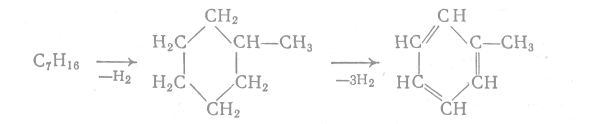 CH₂ CH
H₂C CH—CH₃ HC C—CH₃
C₇H₁₆ —H₂ —3H₂
H₂C CH₂ HC CH
CH₂ CH